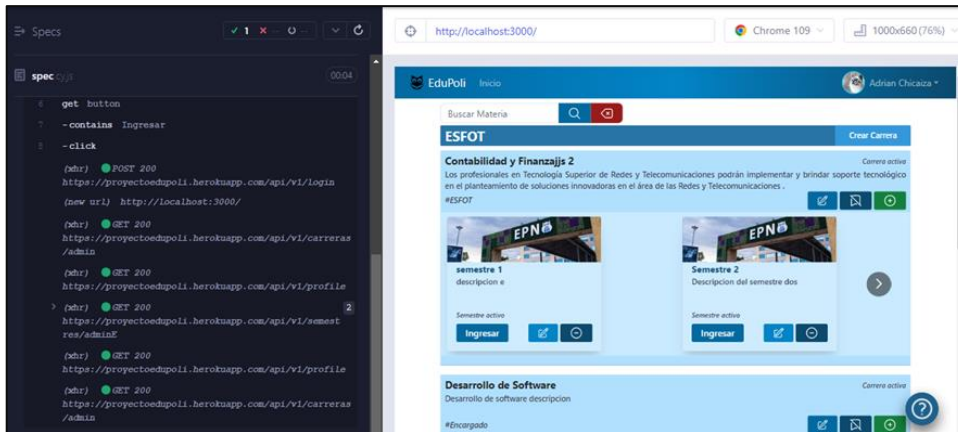 Specs
1
--
--
spec cy.js
00:04
6 get button
7 -contains Ingresar
8 -click
(xhr) POST 200
https://proyectoedupoli.herokuapp.com/api/v1/login
(new url) http://localhost:3000/
(xhr) GET 200
https://proyectoedupoli.herokuapp.com/api/v1/carreras
/admin
(xhr) GET 200
https://proyectoedupoli.herokuapp.com/api/v1/profile
(xhr) GET 200 2
https://proyectoedupoli.herokuapp.com/api/v1/semest
res/adminE
(xhr) GET 200
https://proyectoedupoli.herokuapp.com/api/v1/profile
(xhr) GET 200
https://proyectoedupoli.herokuapp.com/api/v1/carreras
/admin
http://localhost:3000/
Chrome 109
1000x660 (76%)
EduPoli Inicio
Adrian Chicaiza
Buscar Materia
ESFOT
Crear Carrera
Contabilidad y Finanzajjs 2
Carrera activa
Los profesionales en Tecnología Superior de Redes y Telecomunicaciones podrán implementar y brindar soporte tecnológico
en el planteamiento de soluciones innovadoras en el área de las Redes y Telecomunicaciones .
#ESFOT
EPN
semestre 1
descripcion e
Semestre activo
Ingresar
EPN
Semestre 2
Descripcion del semestre dos
Semestre activo
Ingresar
Desarrollo de Software
Carrera activa
Desarrollo de software descripcion
#Encargado